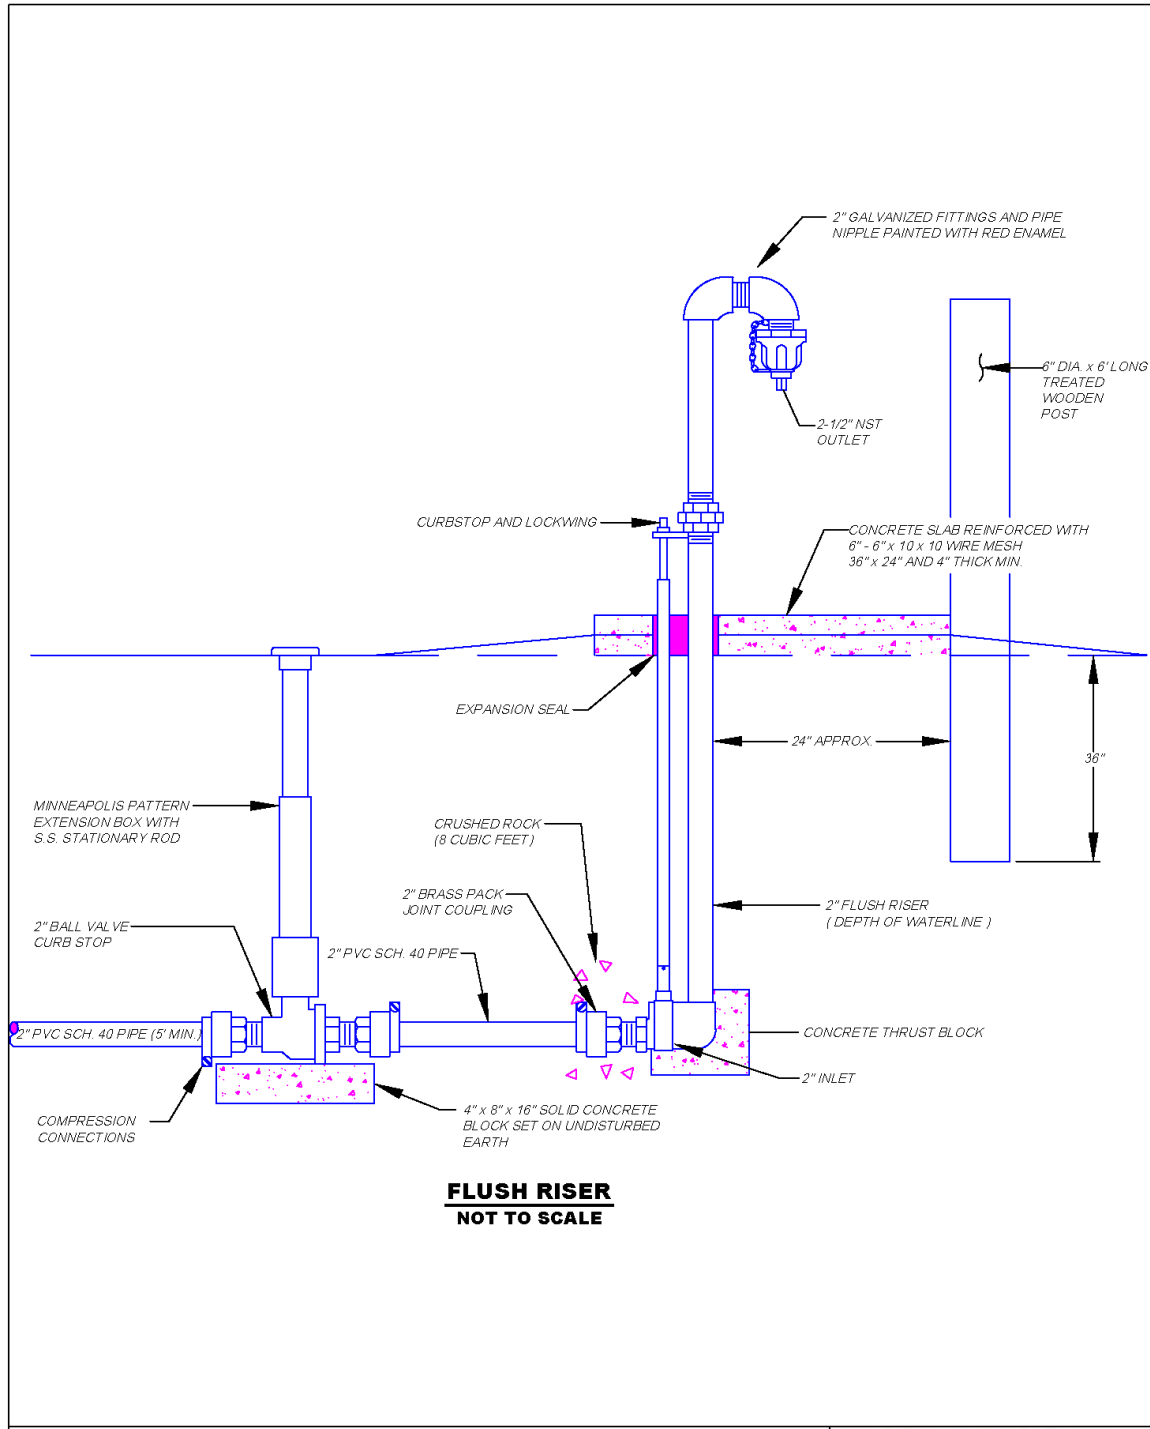 2" GALVANIZED FITTINGS AND PIPE
NIPPLE PAINTED WITH RED ENAMEL
6" DIA. x 6' LONG
TREATED
WOODEN
POST
2-1/2" NST
OUTLET
CURBSTOP AND LOCKWING
CONCRETE SLAB REINFORCED WITH
6" - 6" x 10 x 10 WIRE MESH
36" x 24" AND 4" THICK MIN.
EXPANSION SEAL
24" APPROX.
36"
MINNEAPOLIS PATTERN
EXTENSION BOX WITH
S.S. STATIONARY ROD
CRUSHED ROCK
(8 CUBIC FEET)
2" BRASS PACK
JOINT COUPLING
2" FLUSH RISER
( DEPTH OF WATERLINE )
2" BALL VALVE
CURB STOP
2" PVC SCH. 40 PIPE
2" PVC SCH. 40 PIPE (5' MIN.)
CONCRETE THRUST BLOCK
2" INLET
COMPRESSION
CONNECTIONS
4" x 8" x 16" SOLID CONCRETE
BLOCK SET ON UNDISTURBED
EARTH
FLUSH RISER
NOT TO SCALE